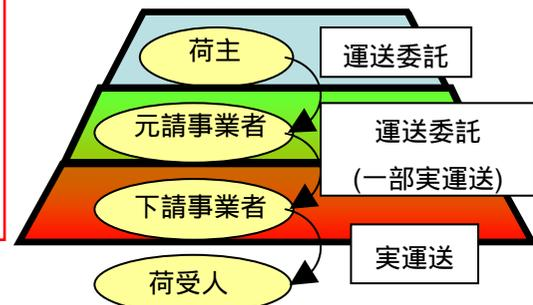 荷主
運送委託
元請事業者
運送委託
(一部実運送)
下請事業者
実運送
荷受人